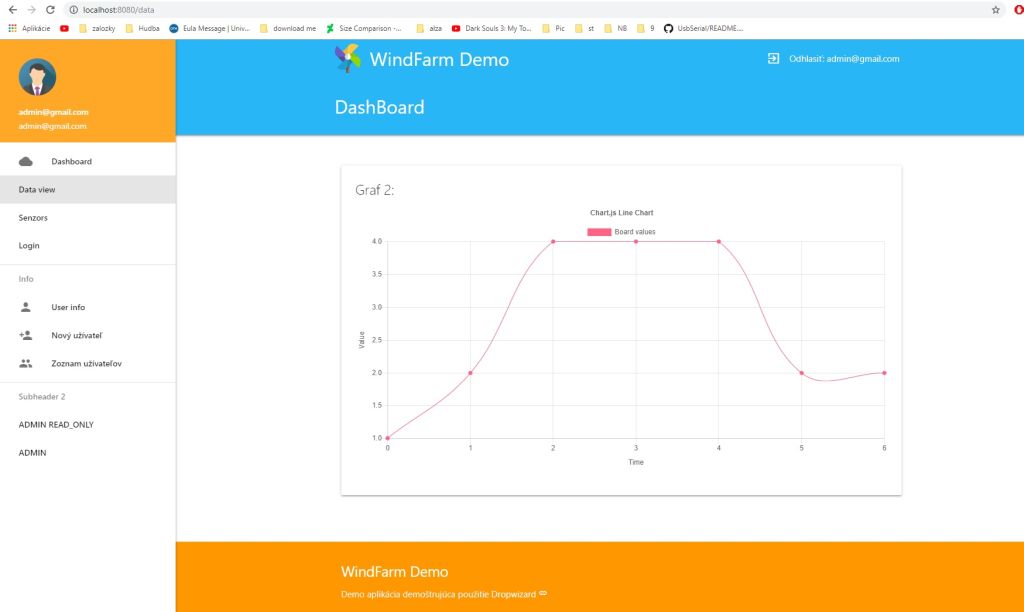 localhost:8080/data
Aplikácie zalozky Hudba Eula Message | Univ... download me Size Comparison -... alza Dark Souls 3: My To... Pic st NB 9 UsbSerial/README....
WindFarm Demo
Odhlasiť: admin@gmail.com
DashBoard
admin@gmail.com
admin@gmail.com
Dashboard
Data view
Senzors
Login
Info
User info
Nový užívateľ
Zoznam užívateľov
Subheader 2
ADMIN READ_ONLY
ADMIN
Graf 2:
Chart.js Line Chart
Board values
4.0
3.5
3.0
2.5
2.0
1.5
1.0
Value
0 1 2 3 4 5 6
Time
WindFarm Demo
Demo aplikácia demoštrujúca použitie Dropwizard